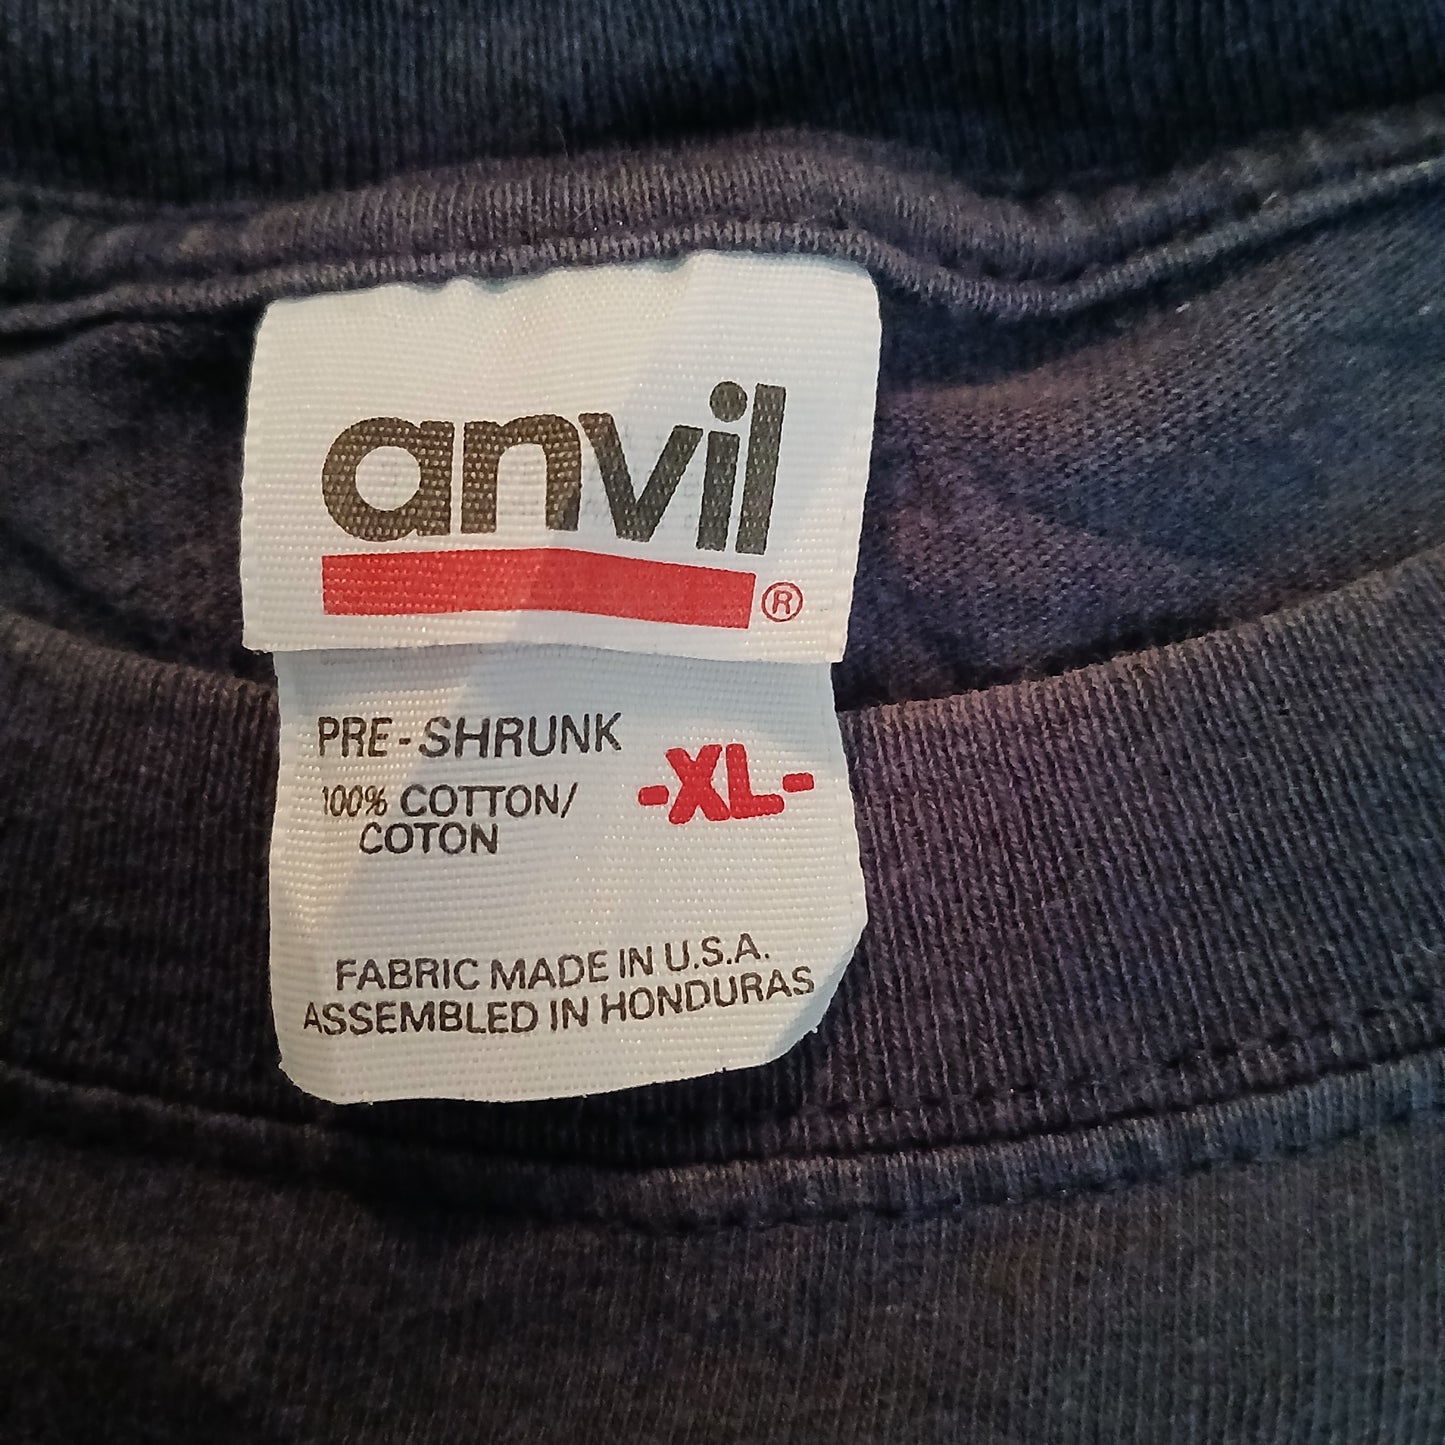 anvil
®
PRE-SHRUNK
100% COTTON/
COTON
-XL-
FABRIC MADE IN U.S.A.
ASSEMBLED IN HONDURAS